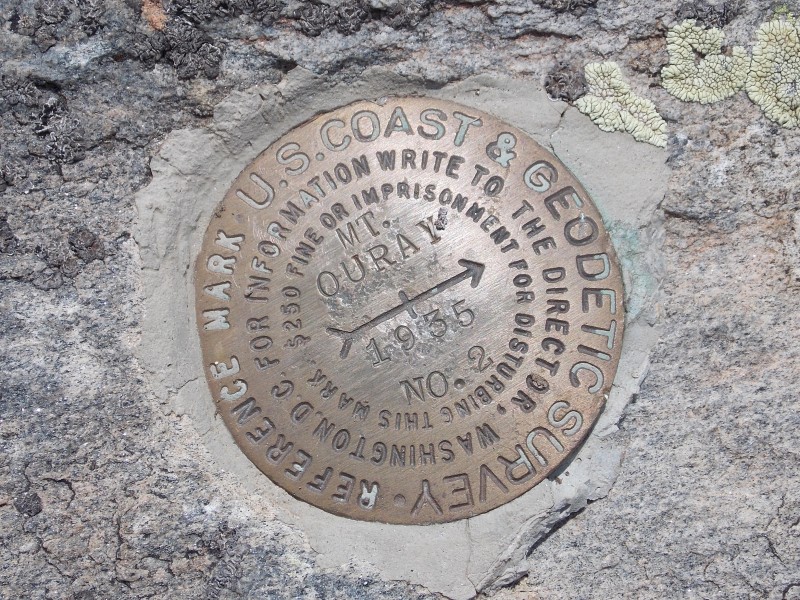 U.S. COAST & GEODETIC SURVEY
REFERENCE MARK
FOR INFORMATION WRITE TO THE DIRECTOR, WASHINGTON, D.C.
$250 FINE OR IMPRISONMENT FOR DISTURBING THIS MARK.
MT.
OURAY
1935
NO. 2